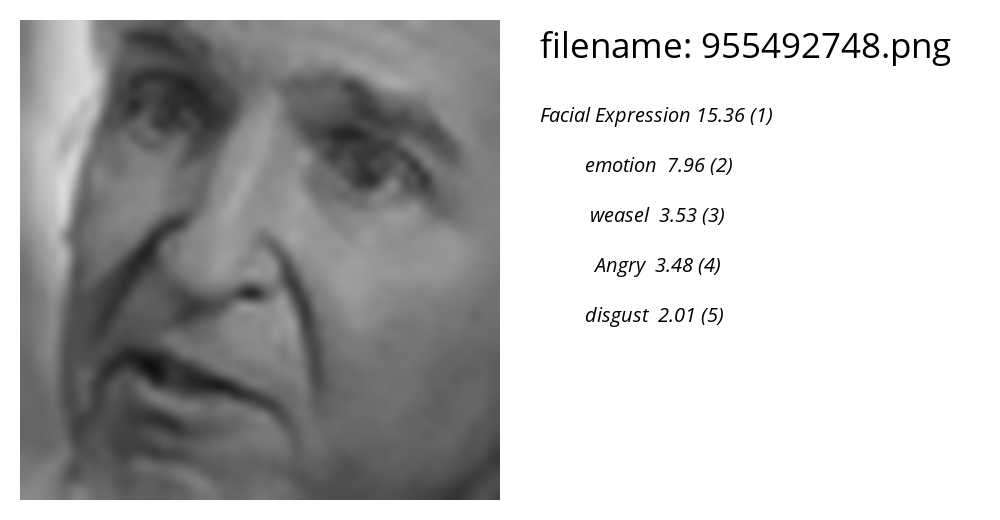 filename: 955492748.png
Facial Expression 15.36 (1)
emotion 7.96 (2)
weasel 3.53 (3)
Angry 3.48 (4)
disgust 2.01 (5)